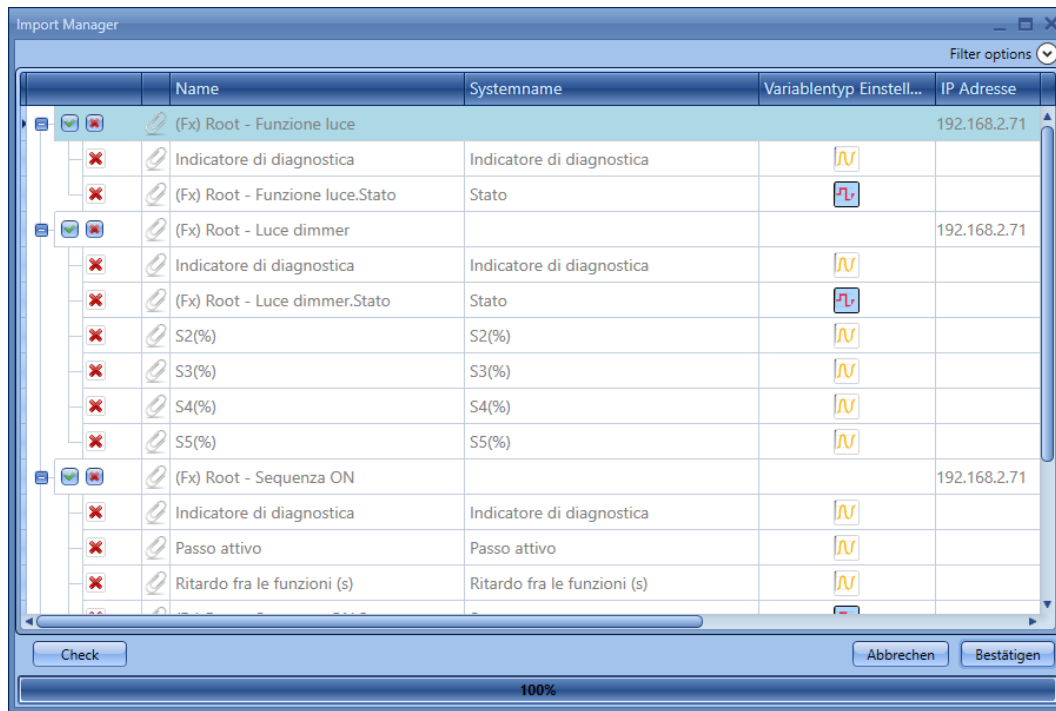 Import Manager
Filter options
Name Systemname Variablentyp Einstell... IP Adresse
(Fx) Root - Funzione luce 192.168.2.71
Indicatore di diagnostica Indicatore di diagnostica
(Fx) Root - Funzione luce.Stato Stato
(Fx) Root - Luce dimmer 192.168.2.71
Indicatore di diagnostica Indicatore di diagnostica
(Fx) Root - Luce dimmer.Stato Stato
S2(%) S2(%)
S3(%) S3(%)
S4(%) S4(%)
S5(%) S5(%)
(Fx) Root - Sequenza ON 192.168.2.71
Indicatore di diagnostica Indicatore di diagnostica
Passo attivo Passo attivo
Ritardo fra le funzioni (s) Ritardo fra le funzioni (s)
Check Abbrechen Bestätigen
100%